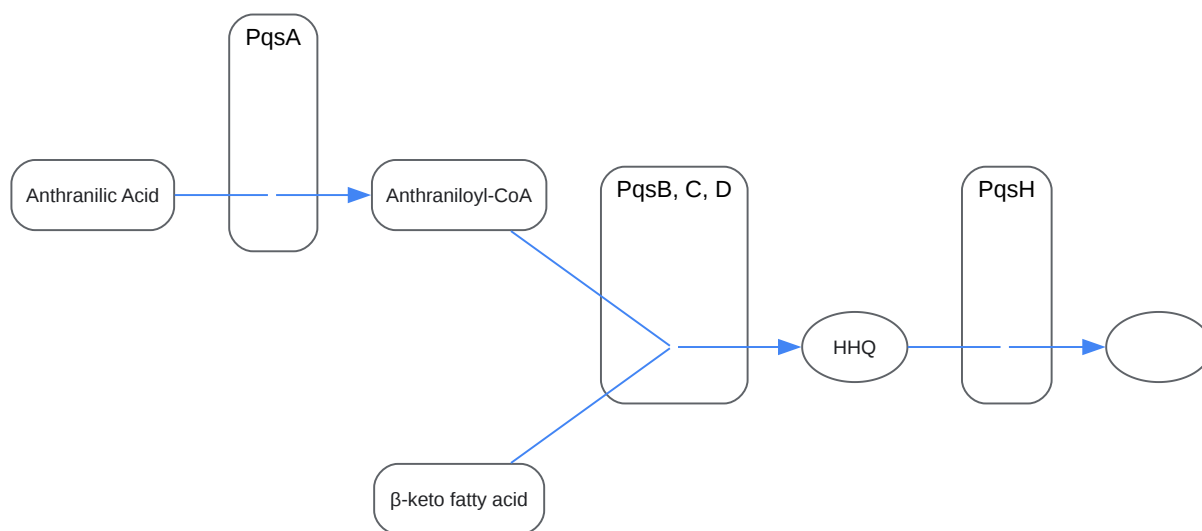 PqsA
Anthranilic Acid
Anthraniloyl-CoA
PqsB, C, D
PqsH
HHQ
β-keto fatty acid